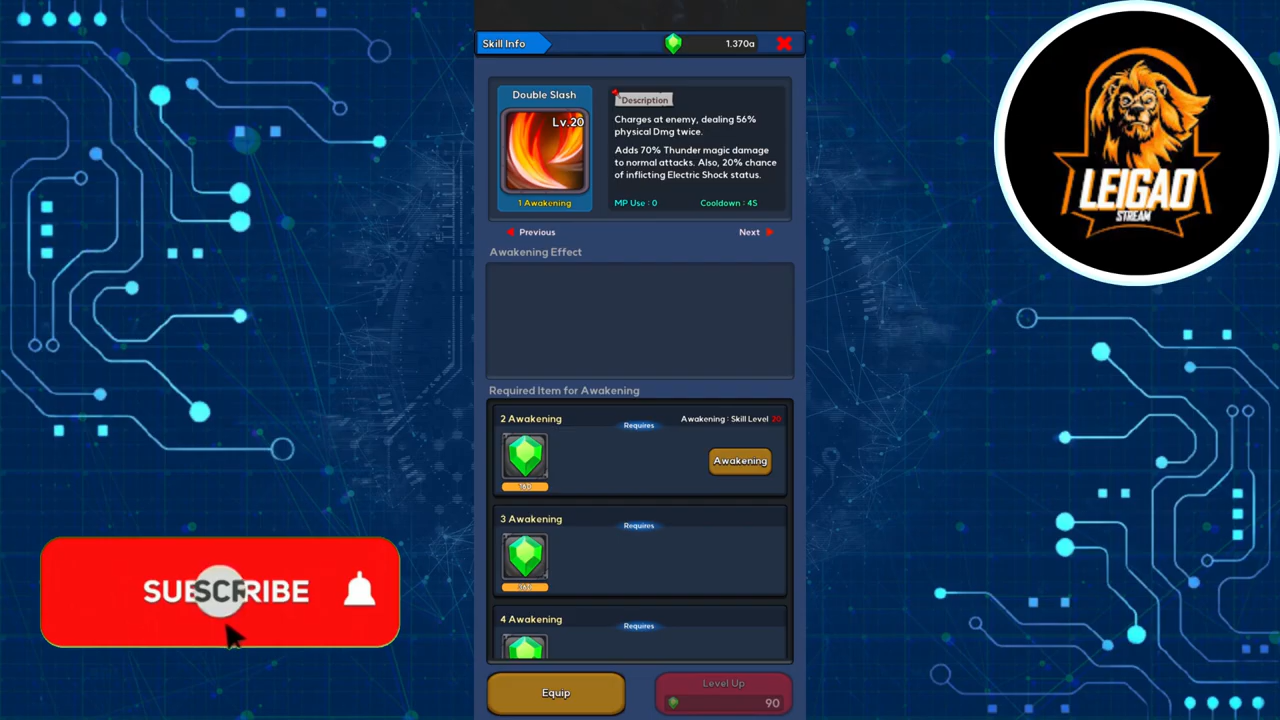 Skill Info
1.370a
Double Slash
Lv.20
1 Awakening
Description
Charges at enemy, dealing 56%
physical Dmg twice.
Adds 70% Thunder magic damage
to normal attacks. Also, 20% chance
of inflicting Electric Shock status.
MP Use : 0
Cooldown : 4S
Previous
Next
Awakening Effect
Required Item for Awakening
2 Awakening
Requires
Awakening : Skill Level 20
Awakening
3 Awakening
Requires
4 Awakening
Requires
Equip
Level Up
90
LEIGAO
STREAM
SUBSCRIBE